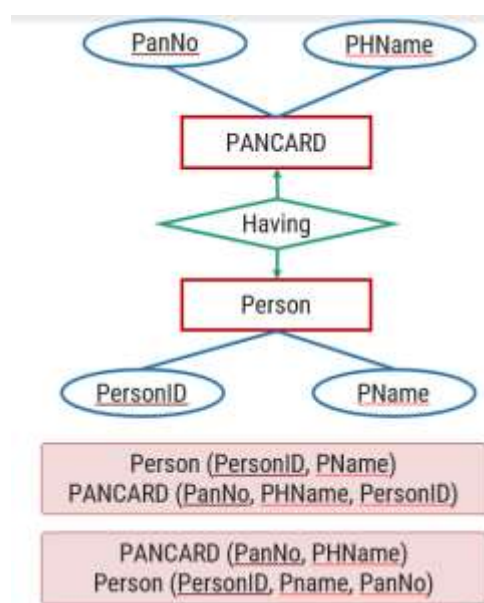 PanNo PHName
PANCARD
Having
Person
PersonID PName
Person (PersonID, PName)
PANCARD (PanNo, PHName, PersonID)
PANCARD (PanNo, PHName)
Person (PersonID, Pname, PanNo)